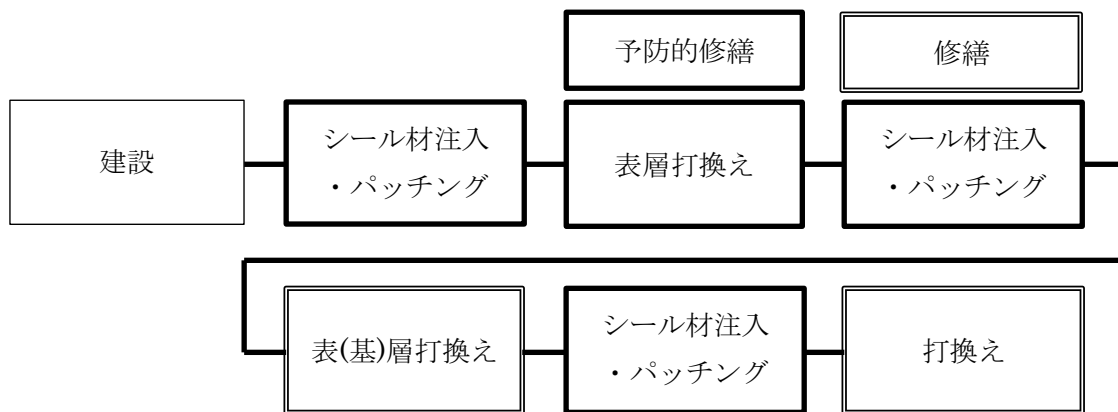 予防的修繕
修繕
建設
シール材注入
・パッチング
表層打換え
シール材注入
・パッチング
表(基)層打換え
シール材注入
・パッチング
打換え